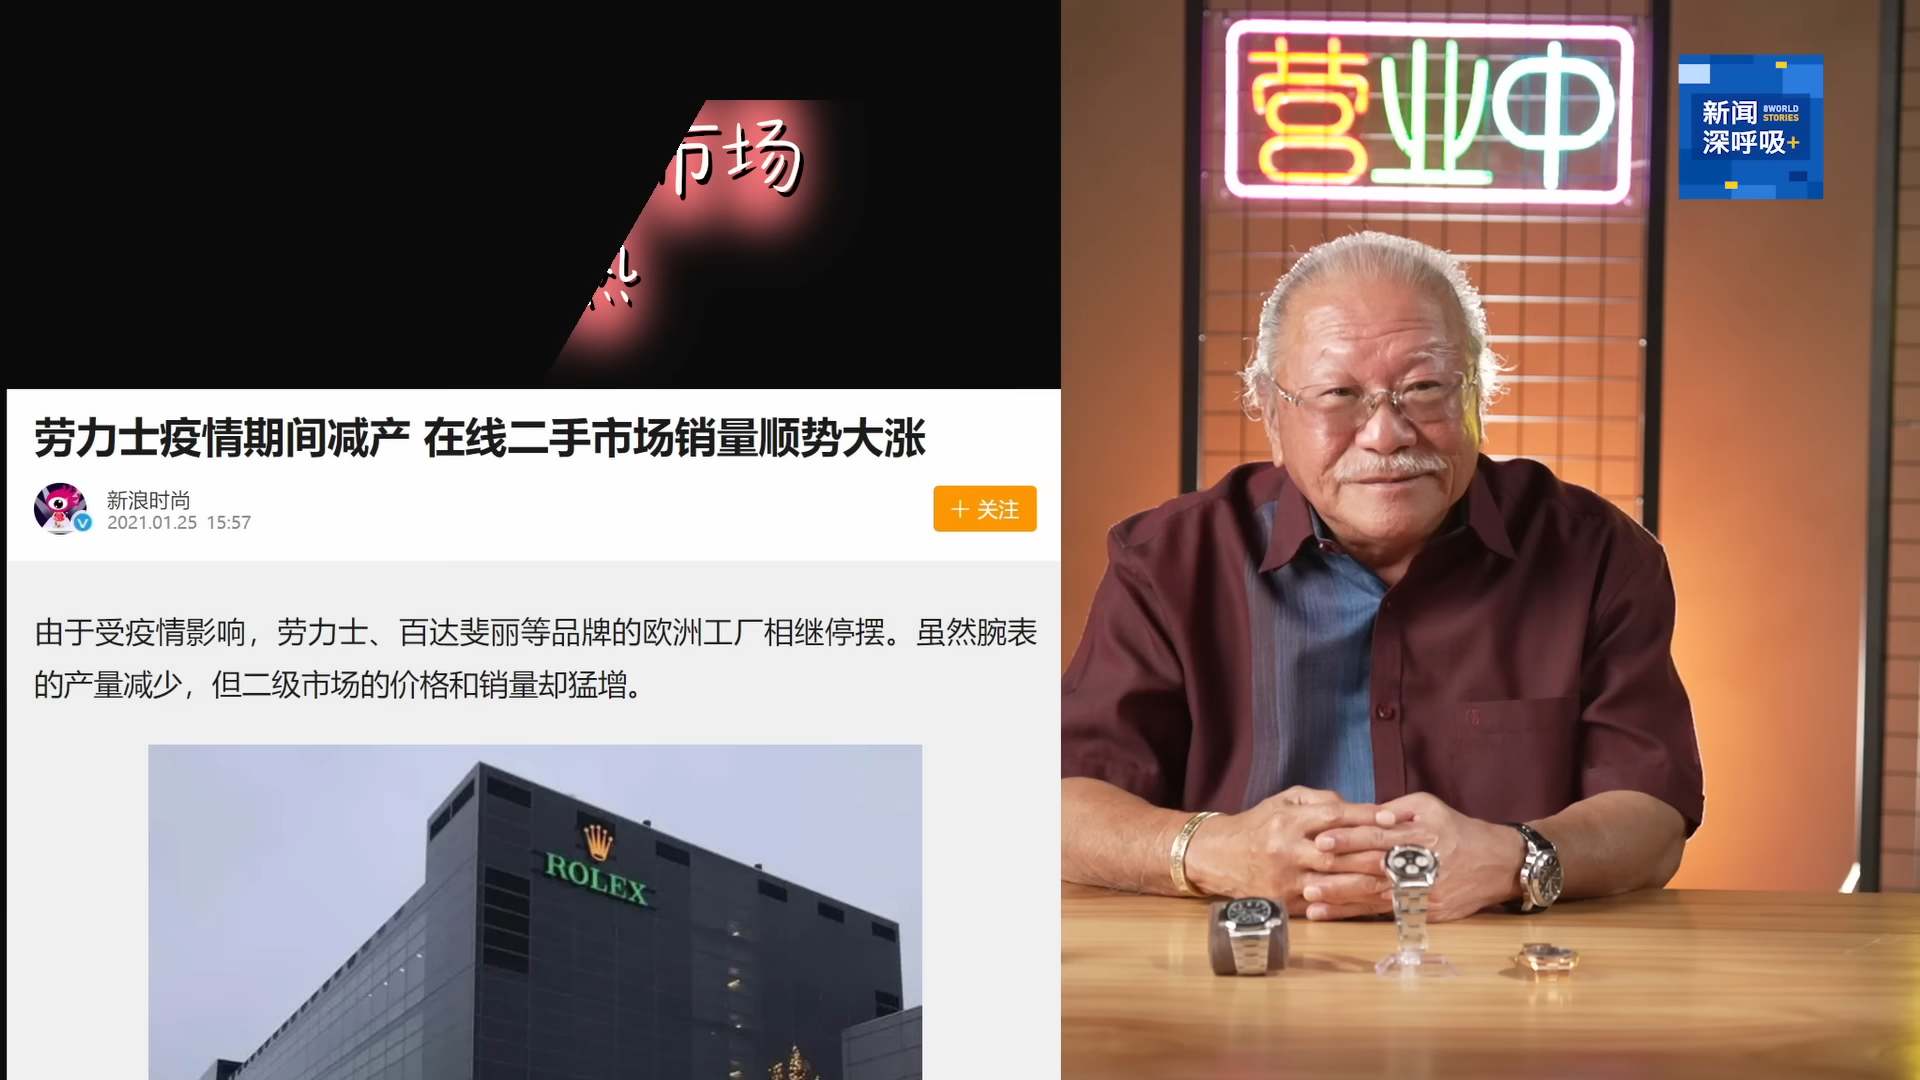 市场
热
劳力士疫情期间减产 在线二手市场销量顺势大涨
新浪时尚
2021.01.25 15:57
+ 关注
由于受疫情影响，劳力士、百达斐丽等品牌的欧洲工厂相继停摆。虽然腕表
的产量减少，但二级市场的价格和销量却猛增。
ROLEX
营业中
新闻 8WORLD STORIES
深呼吸+